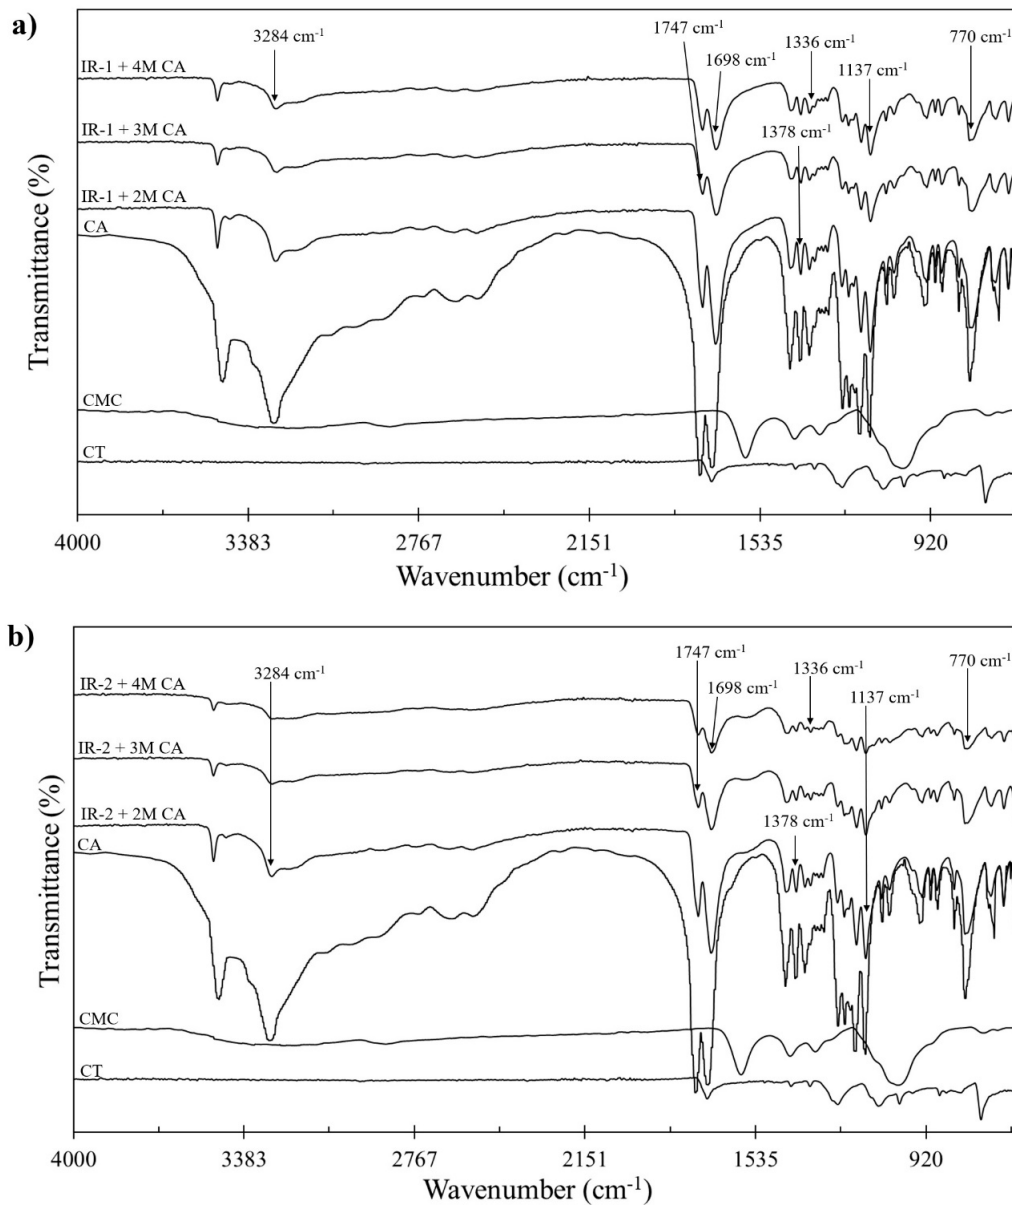 a)
3284 cm-1
1747 cm-1
1698 cm-1
1336 cm-1
1137 cm-1
770 cm-1
IR-1 + 4M CA
IR-1 + 3M CA
1378 cm-1
IR-1 + 2M CA
CA
CMC
CT
Transmittance (%)
4000 3383 2767 2151 1535 920
Wavenumber (cm-1)
b)
3284 cm-1
1747 cm-1
1698 cm-1
1336 cm-1
1137 cm-1
770 cm-1
IR-2 + 4M CA
IR-2 + 3M CA
IR-2 + 2M CA
1378 cm-1
CA
CMC
CT
Transmittance (%)
4000 3383 2767 2151 1535 920
Wavenumber (cm-1)